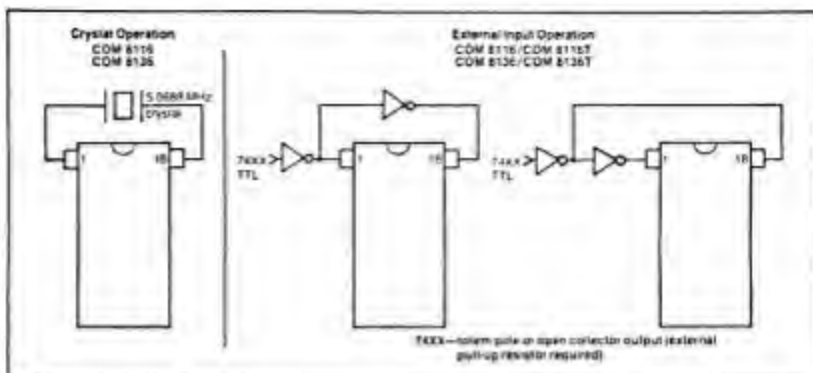 Crystal Operation
COM 8116
COM 8136
5.0688 MHz
crystal
1
18
External Input Operation
COM 8116/COM 8116T
COM 8136/COM 8136T
74XX
TTL
1
18
74XX
TTL
1
18
74XX—totem pole or open collector output (external
pull-up resistor required)